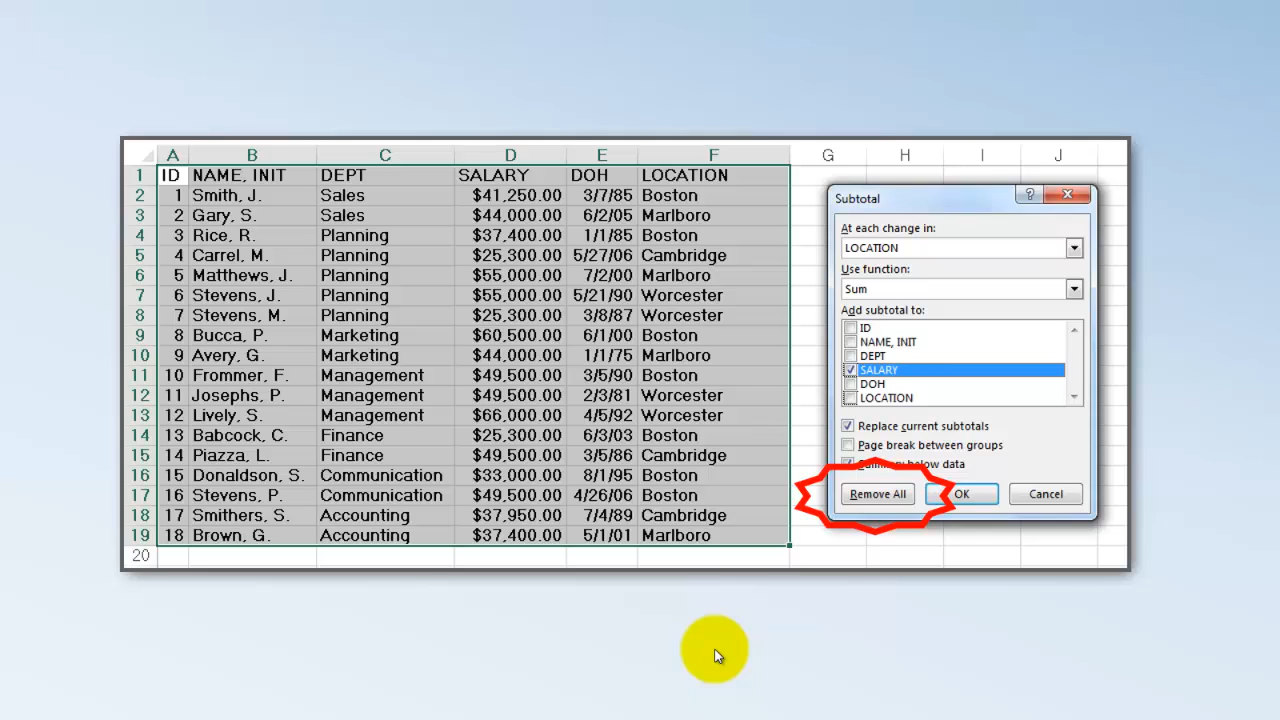 A B C D E F G H I J
1 ID NAME, INIT DEPT SALARY DOH LOCATION
2 1 Smith, J. Sales $41,250.00 3/7/85 Boston
3 2 Gary, S. Sales $44,000.00 6/2/05 Marlboro
4 3 Rice, R. Planning $37,400.00 1/1/85 Boston
5 4 Carrel, M. Planning $25,300.00 5/27/06 Cambridge
6 5 Matthews, J. Planning $55,000.00 7/2/00 Marlboro
7 6 Stevens, J. Planning $55,000.00 5/21/90 Worcester
8 7 Stevens, M. Planning $25,300.00 3/8/87 Worcester
9 8 Bucca, P. Marketing $60,500.00 6/1/00 Boston
10 9 Avery, G. Marketing $44,000.00 1/1/75 Marlboro
11 10 Frommer, F. Management $49,500.00 3/5/90 Boston
12 11 Josephs, P. Management $49,500.00 2/3/81 Worcester
13 12 Lively, S. Management $66,000.00 4/5/92 Worcester
14 13 Babcock, C. Finance $25,300.00 6/3/03 Boston
15 14 Piazza, L. Finance $49,500.00 3/5/86 Cambridge
16 15 Donaldson, S. Communication $33,000.00 8/1/95 Boston
17 16 Stevens, P. Communication $49,500.00 4/26/06 Boston
18 17 Smithers, S. Accounting $37,950.00 7/4/89 Cambridge
19 18 Brown, G. Accounting $37,400.00 5/1/01 Marlboro
20
Subtotal
At each change in:
LOCATION
Use function:
Sum
Add subtotal to:
ID
NAME, INIT
DEPT
SALARY
DOH
LOCATION
Replace current subtotals
Page break between groups
Summary below data
Remove All OK Cancel